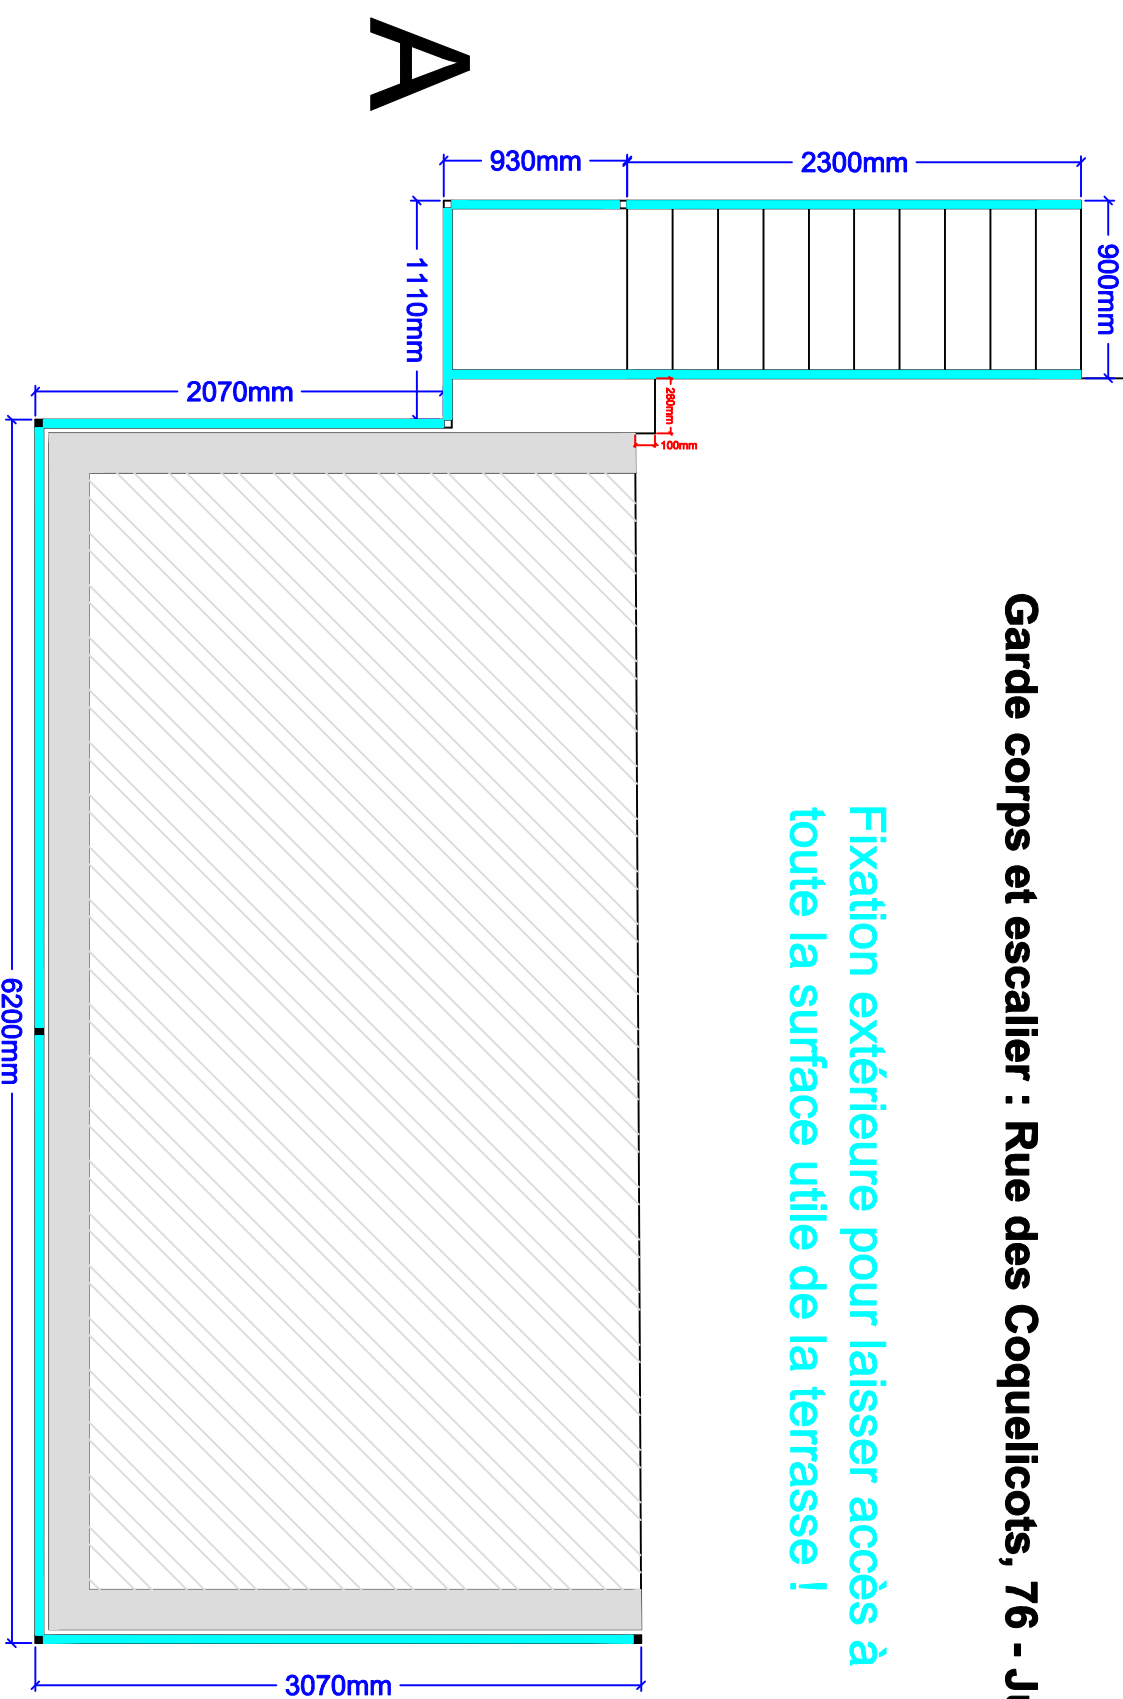 Garde corps et escalier : Rue des Coquelicots, 76 -
Fixation extérieure pour laisser accès à
toute la surface utile de la terrasse !
A
930mm
2300mm
900mm
1110mm
2070mm
280mm
100mm
6200mm
3070mm